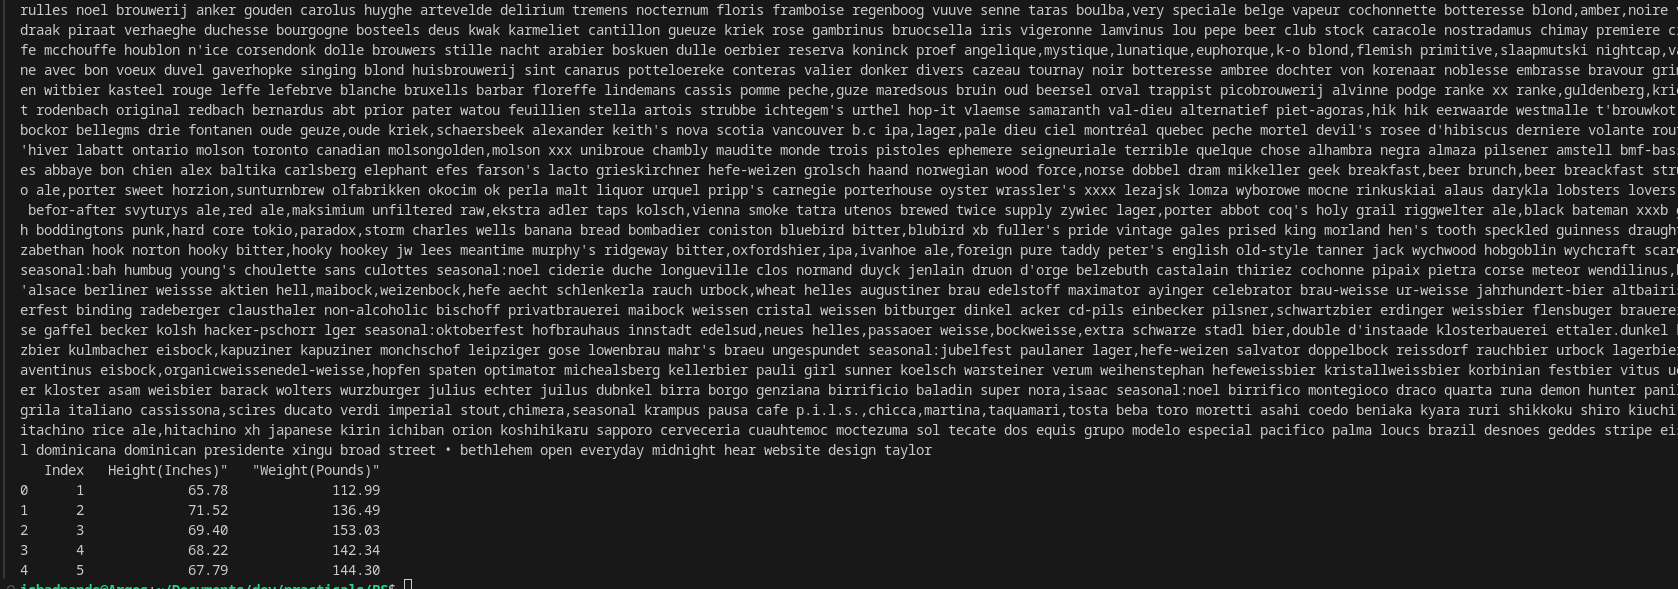 rulles noel brouwerij anker gouden carolus huyghe artevelde delirium tremens nocternum floris framboise regenboog vuuve senne taras boulba,very speciale belge vapeur cochonnette botteresse blond,amber,noire
draak piraat verhaeghe duchesse bourgogne bosteels deus kwak karmeliet cantillon gueuze kriek rose gambrinus bruocsella iris vigeronne lamvinus lou pepe beer club stock caracole nostradamus chimay premiere
fe mcchouffe houblon n'ice corsendonk dolle brouwers stille nacht arabier boskuen dulle oerbier reserva koninck proef angelique,mystique,lunatique,euphorque,k-o blond,flemish primitive,slaapmutski nightcap,va
ne avec bon voeux duvel gaverhopke singing blond huisbrouwerij sint canarus potteloereke conteras valier donker divers cazeau tournay noir botteresse ambree dochter von korenaar noblesse embrasse bravour grim
en witbier kasteel rouge leffe lefebrve blanche bruxells barbar floreffe lindemans cassis pomme peche,guze maredsous bruin oud beersel orval trappist picobrouwerij alvinne podge ranke xx ranke,guldenberg,krie
t rodenbach original redbach bernardus abt prior pater watou feuillien stella artois strubbe ichtegem's urthel hop-it vlaemse samaranth val-dieu alternatief piet-agoras,hik hik eerwaarde westmalle t'brouwkot
bockor bellegms drie fontanen oude geuze,oude kriek,schaersbeek alexander keith's nova scotia vancouver b.c ipa,lager,pale dieu ciel montréal quebec peche mortel devil's rosee d'hibiscus derniere volante rou
'hiver labatt ontario molson toronto canadian molsongolden,molson xxx unibroue chambly maudite monde trois pistoles ephemere seigneuriale terrible quelque chose alhambra negra almaza pilsener amstell bmf-bas
es abbaye bon chien alex baltika carlsberg elephant efes farson's lacto grieskirchner hefe-weizen grolsch haand norwegian wood force,norse dobbel dram mikkeller geek breakfast,beer brunch,beer breackfast stru
o ale,porter sweet horzion,sunturnbrew olfabrikken okocim ok perla malt liquor urquel pripp's carnegie porterhouse oyster wrassler's xxxx lezajsk lomza wyborowe mocne rinkuskiai alaus darykla lobsters lovers
befor-after svyturys ale,red ale,maksimium unfiltered raw,ekstra adler taps kolsch,vienna smoke tatra utenos brewed twice supply zywiec lager,porter abbot coq's holy grail riggwelter ale,black bateman xxxb
h boddingtons punk,hard core tokio,paradox,storm charles wells banana bread bombadier coniston bluebird bitter,blubird xb fuller's pride vintage gales prised king morland hen's tooth speckled guinness draugh
zabethan hook norton hooky bitter,hooky hookey jw lees meantime murphy's ridgeway bitter,oxfordshier,ipa,ivanhoe ale,foreign pure taddy peter's english old-style tanner jack wychwood hobgoblin wychcraft scar
seasonal:bah humbug young's choulette sans culottes seasonal:noel ciderie duche longueville clos normand duyck jenlain druon d'orge belzebuth castalain thiriez cochonne pipaix pietra corse meteor wendilinus,
'alsace berliner weissse aktien hell,maibock,weizenbock,hefe aecht schlenkerla rauch urbock,wheat helles augustiner brau edelstoff maximator ayinger celebrator brau-weisse ur-weisse jahrhundert-bier altbairi
erfest binding radeberger clausthaler non-alcoholic bischoff privatbrauerei maibock weissen cristal weissen bitburger dinkel acker cd-pils einbecker pilsner,schwartzbier erdinger weissbier flensbuger brauere
se gaffel becker kolsh hacker-pschorr lger seasonal:oktoberfest hofbrauhaus innstadt edelsud,neues helles,passaoer weisse,bockweisse,extra schwarze stadl bier,double d'instaade klosterbauerei ettaler.dunkel
zbier kulmbacher eisbock,kapuziner kapuziner monchschof leipziger gose lowenbrau mahr's braeu ungespundet seasonal:jubelfest paulaner lager,hefe-weizen salvator doppelbock reissdorf rauchbier urbock lagerbie
aventinus eisbock,organicweissenedel-weisse,hopfen spaten optimator michealsberg kellerbier pauli girl sunner koelsch warsteiner verum weihenstephan hefeweissbier kristallweissbier korbinian festbier vitus
er kloster asam weisbier barack wolters wurzburger julius echter juilus dubnkel birra borgo genziana birrificio baladin super nora,isaac seasonal:noel birrifico montegioco draco quarta runa demon hunter pani
grila italiano cassissona,scires ducato verdi imperial stout,chimera,seasonal krampus pausa cafe p.i.l.s.,chicca,martina,taquamari,tosta beba toro moretti asahi coedo beniaka kyara ruri shikkoku shiro kiuchi
itachino rice ale,hitachino xh japanese kirin ichiban orion koshihikaru sapporo cerveceria cuauhtemoc moctezuma sol tecate dos equis grupo modelo especial pacifico palma loucs brazil desnoes geddes stripe ei
l dominicana dominican presidente xingu broad street • bethlehem open everyday midnight hear website design taylor
Index Height(Inches)" "Weight(Pounds)"
0 1 65.78 112.99
1 2 71.52 136.49
2 3 69.40 153.03
3 4 68.22 142.34
4 5 67.79 144.30